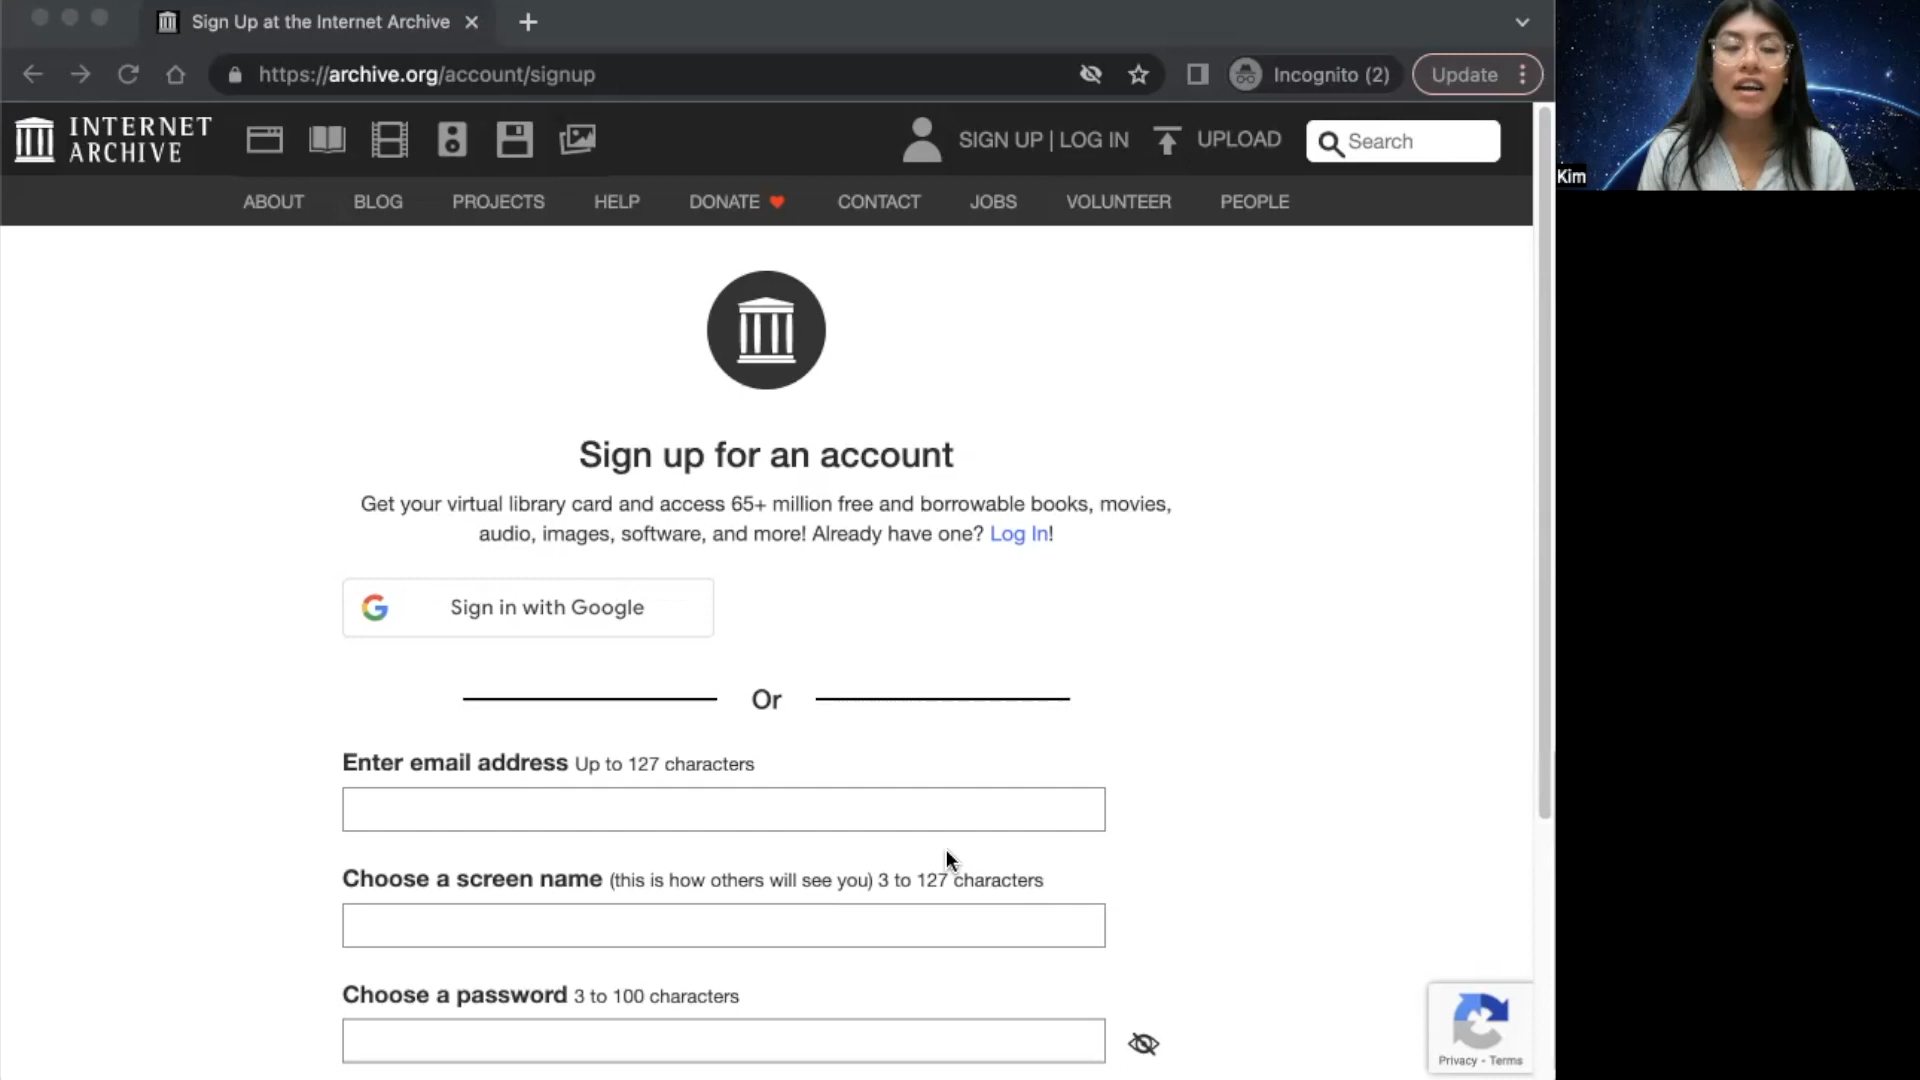 Sign Up at the Internet Archive
https://archive.org/account/signup
Incognito (2)
Update
INTERNET
ARCHIVE
SIGN UP | LOG IN
UPLOAD
Search
Kim
ABOUT
BLOG
PROJECTS
HELP
DONATE
CONTACT
JOBS
VOLUNTEER
PEOPLE
Sign up for an account
Get your virtual library card and access 65+ million free and borrowable books, movies,
audio, images, software, and more! Already have one? Log In!
Sign in with Google
Or
Enter email address Up to 127 characters
Choose a screen name (this is how others will see you) 3 to 127 characters
Choose a password 3 to 100 characters
Privacy - Terms